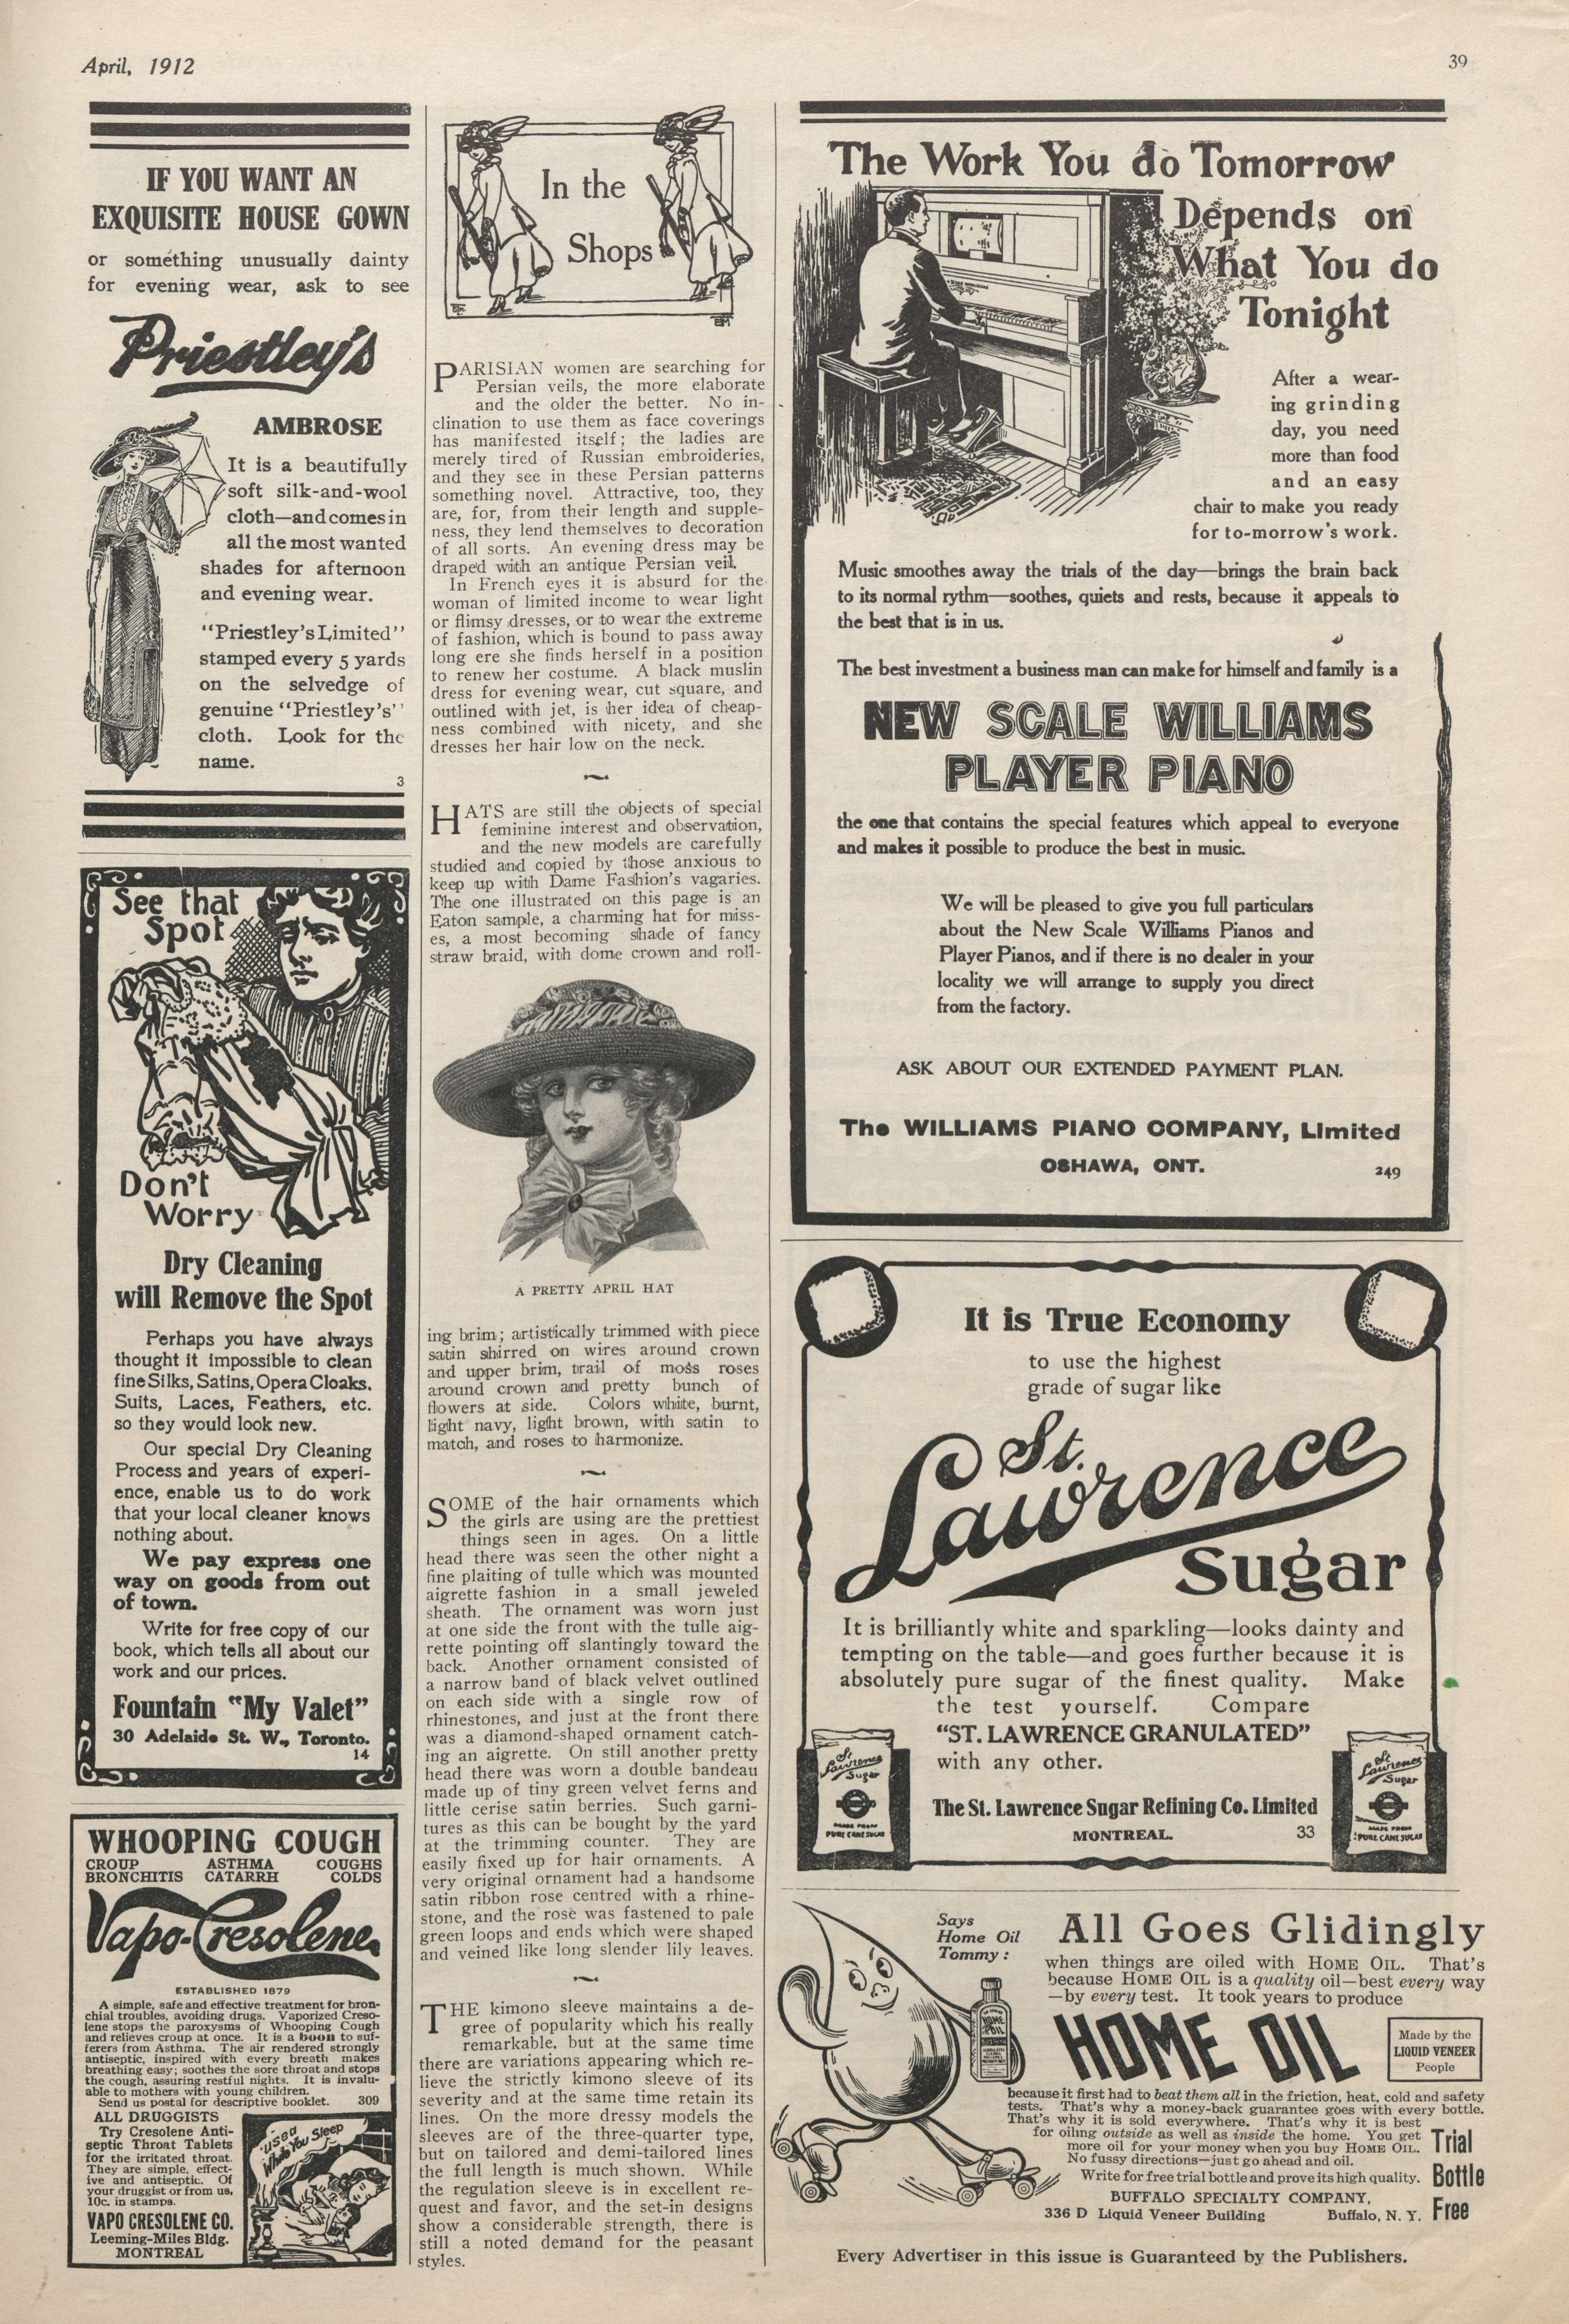 April, 1912
39
IF YOU WANT AN
EXQUISITE HOUSE GOWN
or something unusually dainty
for evening wear, ask to see
Priestley's
AMBROSE
It is a beautifully
soft silk-and-wool
cloth—and comes in
all the most wanted
shades for afternoon
and evening wear.
"Priestley's Limited"
stamped every 5 yards
on the selvedge of
genuine "Priestley's"
cloth. Look for the
name.
3
See that
Spot
Don't
Worry
Dry Cleaning
will Remove the Spot
Perhaps you have always
thought it impossible to clean
fine Silks, Satins, Opera Cloaks,
Suits, Laces, Feathers, etc.
so they would look new.
Our special Dry Cleaning
Process and years of experi-
ence, enable us to do work
that your local cleaner knows
nothing about.
We pay express one
way on goods from out
of town.
Write for free copy of our
book, which tells all about our
work and our prices.
Fountain "My Valet"
30 Adelaide St. W., Toronto.
14
WHOOPING COUGH
CROUP ASTHMA COUGHS
BRONCHITIS CATARRH COLDS
Vapo-Cresolene
ESTABLISHED 1879
A simple, safe and effective treatment for bron-
chial troubles, avoiding drugs. Vaporized Creso-
lene stops the paroxysms of Whooping Cough
and relieves croup at once. It is a boon to suf-
ferers from Asthma. The air rendered strongly
antiseptic, inspired with every breath makes
breathing easy; soothes the sore throat and stops
the cough, assuring restful nights. It is invalu-
able to mothers with young children.
Send us postal for descriptive booklet. 309
ALL DRUGGISTS
Try Cresolene Anti-
septic Throat Tablets
for the irritated throat.
They are simple, effect-
ive and antiseptic. Of
your druggist or from us,
10c. in stamps.
VAPO CRESOLENE CO.
Leeming-Miles Bldg.
MONTREAL
"Used
While You Sleep
In the
Shops
PARISIAN women are searching for
Persian veils, the more elaborate
and the older the better. No in-
clination to use them as face coverings
has manifested itself; the ladies are
merely tired of Russian embroideries,
and they see in these Persian patterns
something novel. Attractive, too, they
are, for, from their length and supple-
ness, they lend themselves to decoration
of all sorts. An evening dress may be
draped with an antique Persian veil.
In French eyes it is absurd for the
woman of limited income to wear light
or flimsy dresses, or to wear the extreme
of fashion, which is bound to pass away
long ere she finds herself in a position
to renew her costume. A black muslin
dress for evening wear, cut square, and
outlined with jet, is her idea of cheap-
ness combined with nicety, and she
dresses her hair low on the neck.
HATS are still the objects of special
feminine interest and observation,
and the new models are carefully
studied and copied by those anxious to
keep up with Dame Fashion's vagaries.
The one illustrated on this page is an
Eaton sample, a charming hat for miss-
es, a most becoming shade of fancy
straw braid, with dome crown and roll-
A PRETTY APRIL HAT
ing brim; artistically trimmed with piece
satin shirred on wires around crown
and upper brim, trail of moss roses
around crown and pretty bunch of
flowers at side. Colors white, burnt,
light navy, light brown, with satin to
match, and roses to harmonize.
SOME of the hair ornaments which
the girls are using are the prettiest
things seen in ages. On a little
head there was seen the other night a
fine plaiting of tulle which was mounted
aigrette fashion in a small jeweled
sheath. The ornament was worn just
at one side the front with the tulle aig-
rette pointing off slantingly toward the
back. Another ornament consisted of
a narrow band of black velvet outlined
on each side with a single row of
rhinestones, and just at the front there
was a diamond-shaped ornament catch-
ing an aigrette. On still another pretty
head there was worn a double bandeau
made up of tiny green velvet ferns and
little cerise satin berries. Such garni-
tures as this can be bought by the yard
at the trimming counter. They are
easily fixed up for hair ornaments. A
very original ornament had a handsome
satin ribbon rose centred with a rhine-
stone, and the rose was fastened to pale
green loops and ends which were shaped
and veined like long slender lily leaves.
THE kimono sleeve maintains a de-
gree of popularity which his really
remarkable, but at the same time
there are variations appearing which re-
lieve the strictly kimono sleeve of its
severity and at the same time retain its
lines. On the more dressy models the
sleeves are of the three-quarter type,
but on tailored and demi-tailored lines
the full length is much shown. While
the regulation sleeve is in excellent re-
quest and favor, and the set-in designs
show a considerable strength, there is
still a noted demand for the peasant
styles.
The Work You do Tomorrow
Depends on
What You do
Tonight
After a wear-
ing grinding
day, you need
more than food
and an easy
chair to make you ready
for to-morrow's work.
Music smoothes away the trials of the day—brings the brain back
to its normal rythm—soothes, quiets and rests, because it appeals to
the best that is in us.
The best investment a business man can make for himself and family is a
NEW SCALE WILLIAMS
PLAYER PIANO
the one that contains the special features which appeal to everyone
and makes it possible to produce the best in music.
We will be pleased to give you full particulars
about the New Scale Williams Pianos and
Player Pianos, and if there is no dealer in your
locality we will arrange to supply you direct
from the factory.
ASK ABOUT OUR EXTENDED PAYMENT PLAN.
The WILLIAMS PIANO COMPANY, Limited
OSHAWA, ONT.
249
It is True Economy
to use the highest
grade of sugar like
St.
Lawrence
Sugar
It is brilliantly white and sparkling—looks dainty and
tempting on the table—and goes further because it is
absolutely pure sugar of the finest quality. Make
the test yourself. Compare
"ST. LAWRENCE GRANULATED"
with any other.
The St. Lawrence Sugar Refining Co. Limited
MONTREAL. 33
St
Lawrence
Sugar
MADE FROM
PURE CANE SUGAR
St
Lawrence
Sugar
MADE FROM
PURE CANE SUGAR
Says
Home Oil
Tommy:
HOME
OIL
All Goes Glidingly
when things are oiled with HOME OIL. That's
because HOME OIL is a quality oil—best every way
—by every test. It took years to produce
HOME OIL
Made by the
LIQUID VENEER
People
because it first had to beat them all in the friction, heat, cold and safety
tests. That's why a money-back guarantee goes with every bottle.
That's why it is sold everywhere. That's why it is best
for oiling outside as well as inside the home. You get
more oil for your money when you buy HOME OIL.
No fussy directions—just go ahead and oil.
Write for free trial bottle and prove its high quality.
Trial
Bottle
Free
BUFFALO SPECIALTY COMPANY,
336 D Liquid Veneer Building Buffalo, N. Y.
Every Advertiser in this issue is Guaranteed by the Publishers.